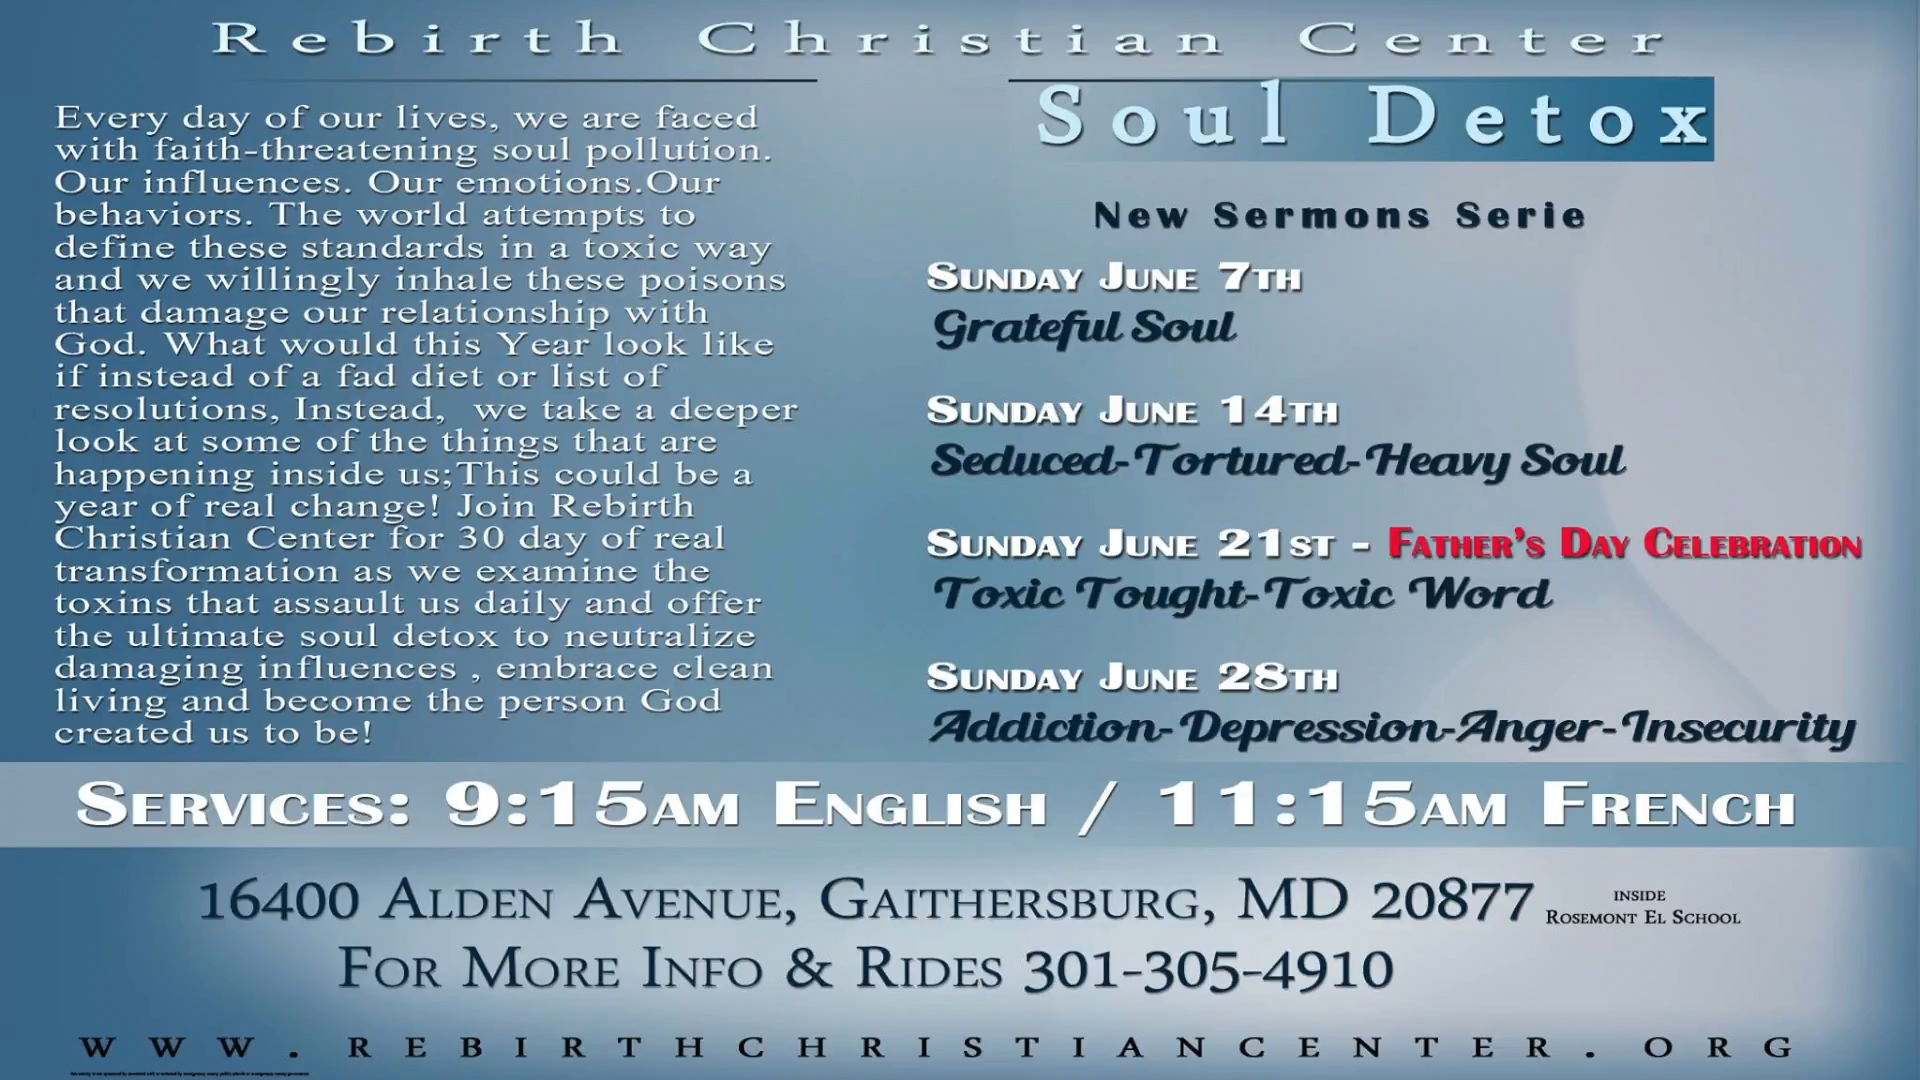 Rebirth Christian Center
Every day of our lives, we are faced
with faith-threatening soul pollution.
Our influences. Our emotions.Our
behaviors. The world attempts to
define these standards in a toxic way
and we willingly inhale these poisons
that damage our relationship with
God. What would this Year look like
if instead of a fad diet or list of
resolutions, Instead, we take a deeper
look at some of the things that are
happening inside us;This could be a
year of real change! Join Rebirth
Christian Center for 30 day of real
transformation as we examine the
toxins that assault us daily and offer
the ultimate soul detox to neutralize
damaging influences , embrace clean
living and become the person God
created us to be!
Soul Detox
New Sermons Serie
Sunday June 7th
Grateful Soul
Sunday June 14th
Seduced-Tortured-Heavy Soul
Sunday June 21st - Father's Day Celebration
Toxic Tought-Toxic Word
Sunday June 28th
Addiction-Depression-Anger-Insecurity
Services: 9:15am English / 11:15am French
16400 Alden Avenue, Gaithersburg, MD 20877
inside
Rosemont El School
For More Info & Rides 301-305-4910
WWW.REBIRTHCHRISTIANCENTER.ORG